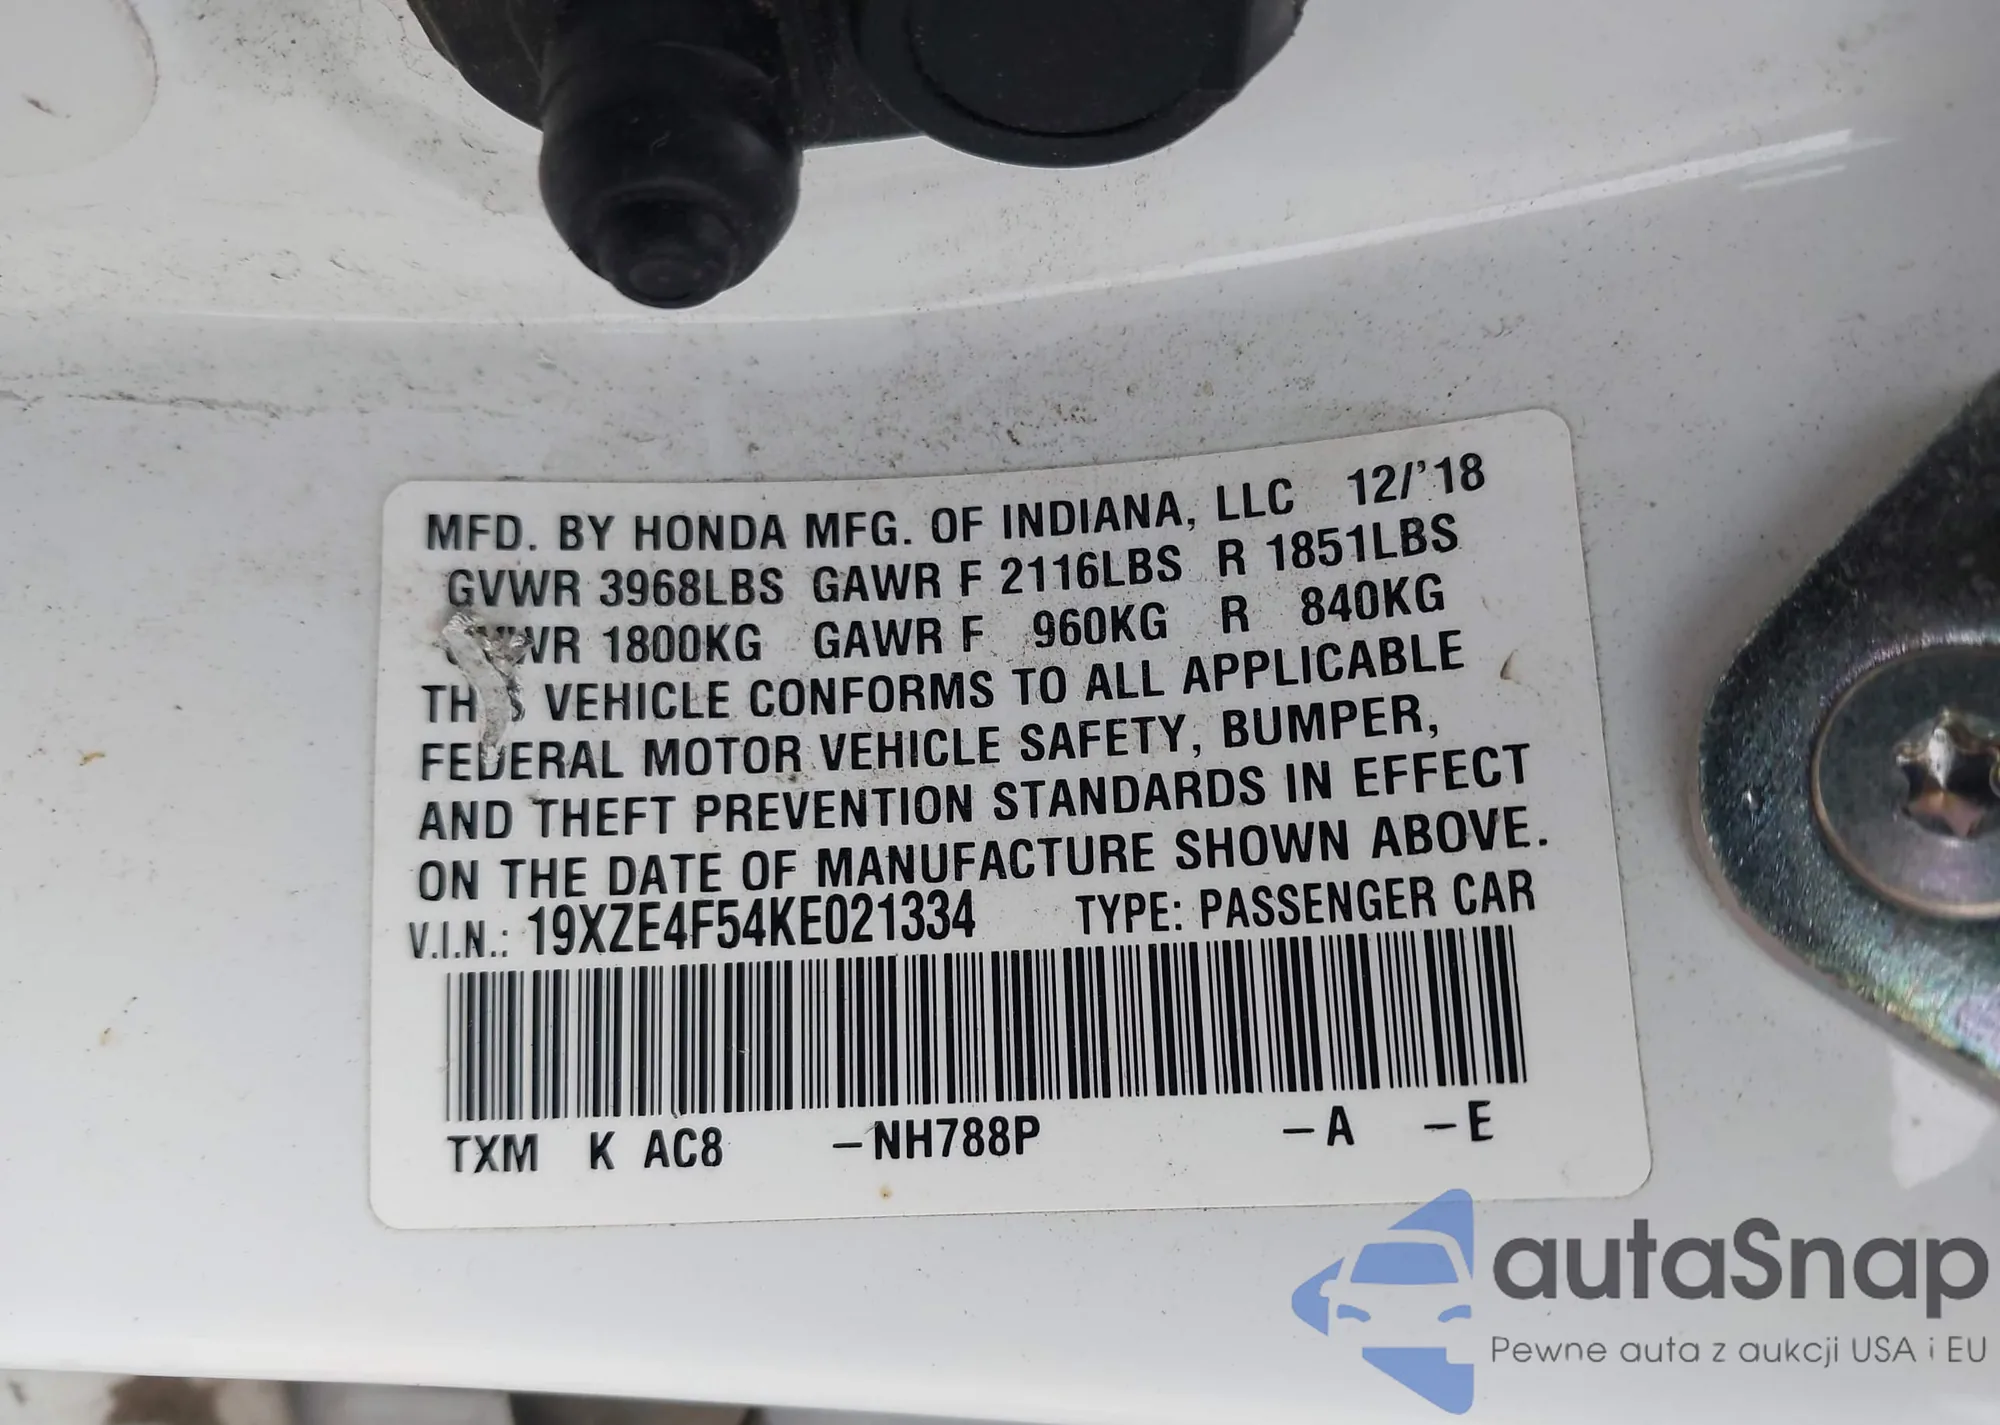 MFD. BY HONDA MFG. OF INDIANA, LLC 12/'18
GVWR 3968LBS GAWR F 2116LBS R 1851LBS
GVWR 1800KG GAWR F 960KG R 840KG
THIS VEHICLE CONFORMS TO ALL APPLICABLE
FEDERAL MOTOR VEHICLE SAFETY, BUMPER,
AND THEFT PREVENTION STANDARDS IN EFFECT
ON THE DATE OF MANUFACTURE SHOWN ABOVE.
V.I.N.: 19XZE4F54KE021334 TYPE: PASSENGER CAR
TXM K AC8 –NH788P –A –E
autaSnap
Pewne auta z aukcji USA i EU